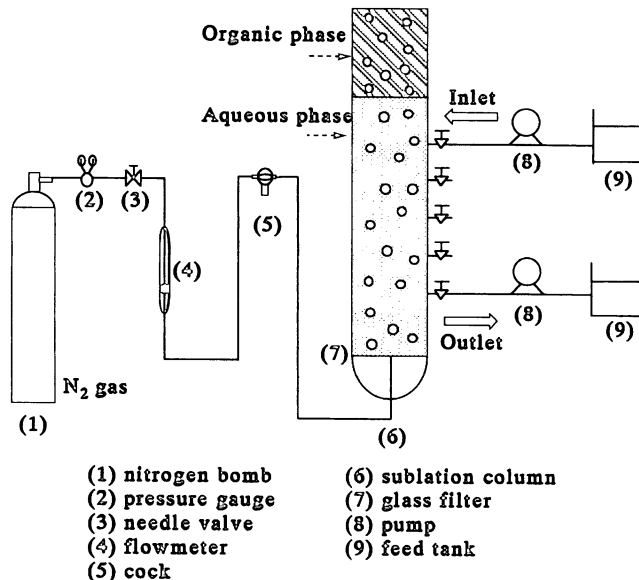 Organic phase
Aqueous phase
Inlet
(8)
(9)
(2)
(3)
(5)
(4)
(8)
(9)
Outlet
(7)
N₂ gas
(1)
(6)
(1) nitrogen bomb
(2) pressure gauge
(3) needle valve
(4) flowmeter
(5) cock
(6) sublation column
(7) glass filter
(8) pump
(9) feed tank